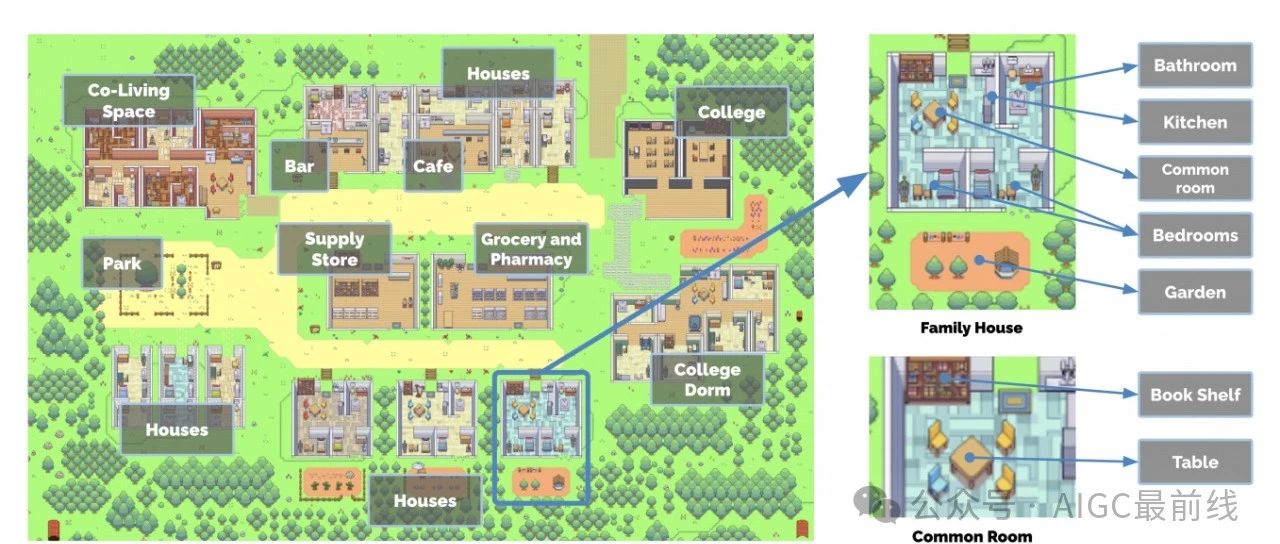 Co-Living
Space
Houses
College
Bar
Cafe
Park
Supply
Store
Grocery and
Pharmacy
College
Dorm
Houses
Houses
Bathroom
Kitchen
Common
room
Bedrooms
Garden
Family House
Book Shelf
Table
公众号 · AIGC最前线
Common Room